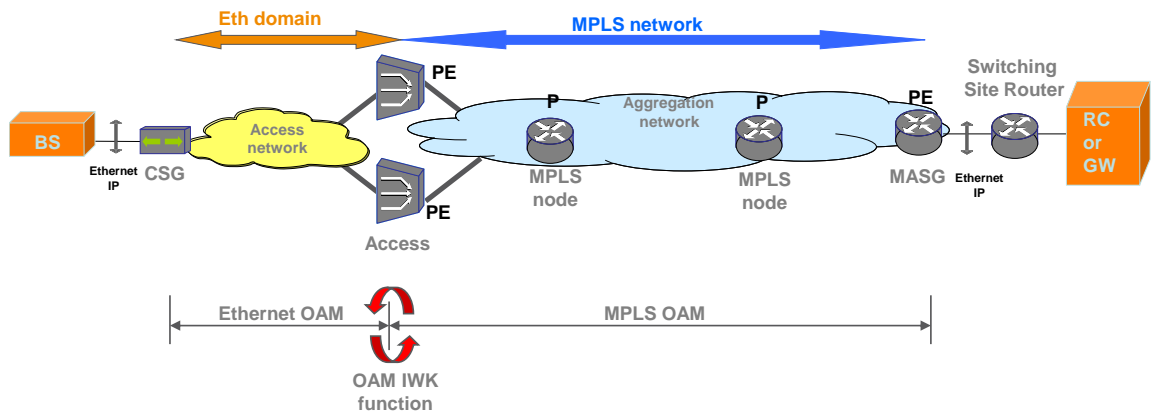 Eth domain
MPLS network
PE
Switching
Site Router
BS
Access
network
P
Aggregation
network
P
PE
RC
or
GW
Ethernet
IP
CSG
MPLS
node
MPLS
node
MASG
Ethernet
IP
PE
Access
Ethernet OAM
MPLS OAM
OAM IWK
function